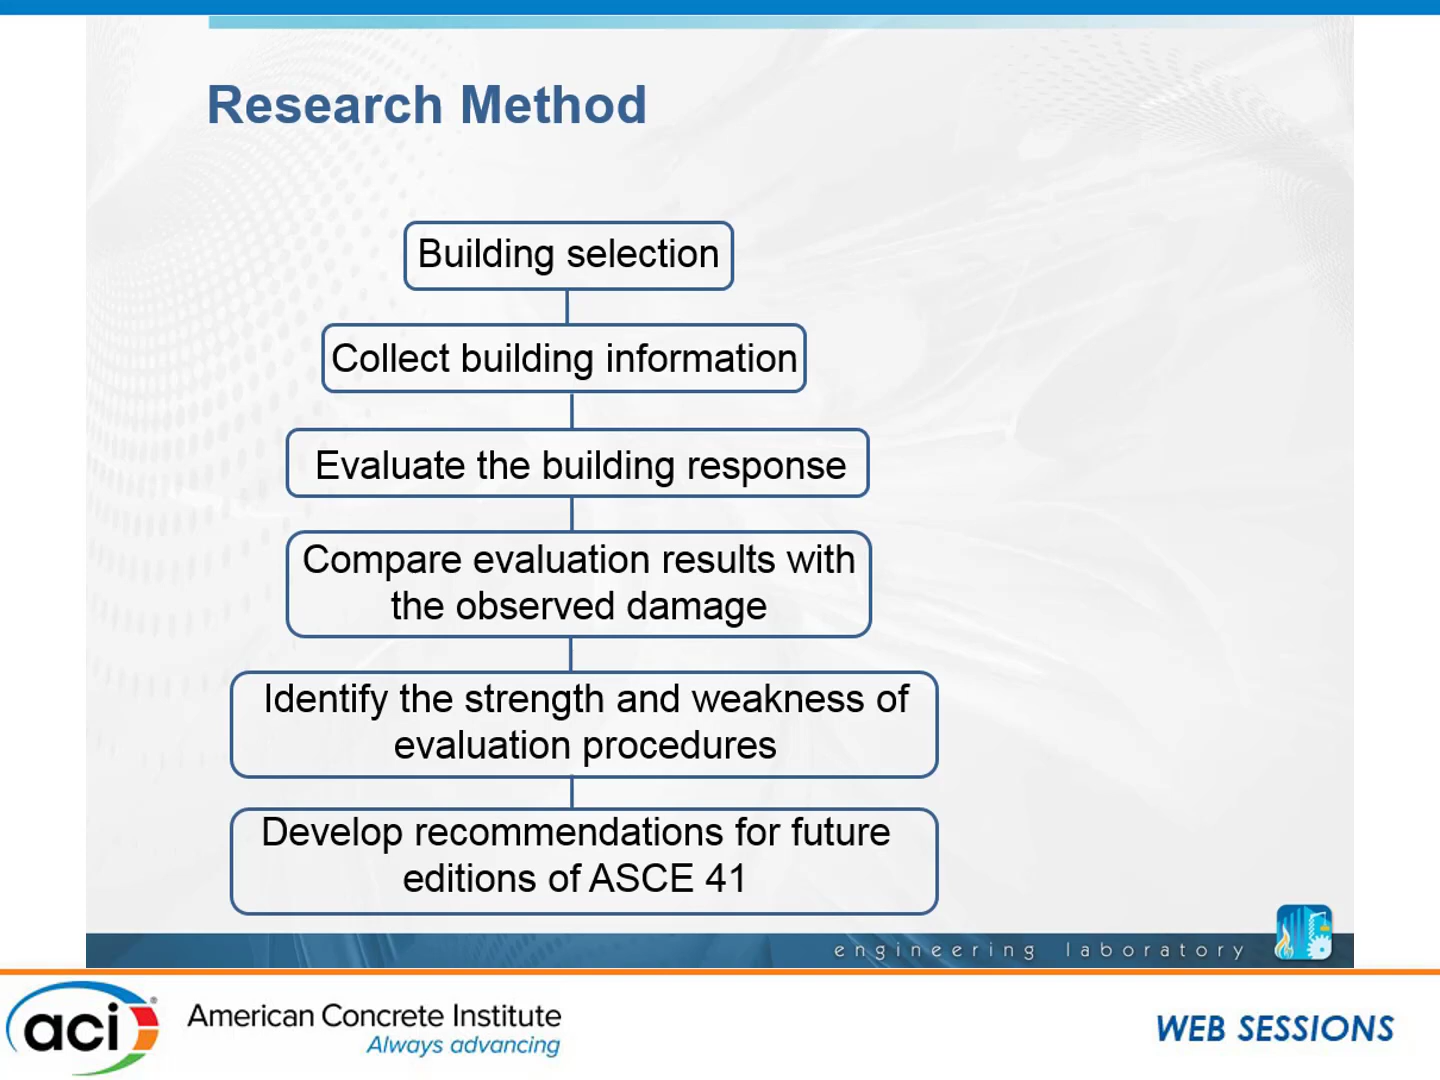 Research Method
Building selection
Collect building information
Evaluate the building response
Compare evaluation results with
the observed damage
Identify the strength and weakness of
evaluation procedures
Develop recommendations for future
editions of ASCE 41
engineering laboratory
aci®
American Concrete Institute
Always advancing
WEB SESSIONS